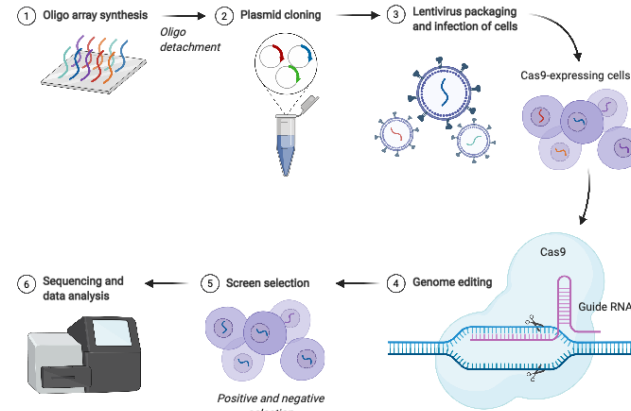 1 Oligo array synthesis
Oligo
detachment
2 Plasmid cloning
3 Lentivirus packaging
and infection of cells
Cas9-expressing cells
Cas9
Guide RNA
4 Genome editing
5 Screen selection
Positive and negative
selection
6 Sequencing and
data analysis